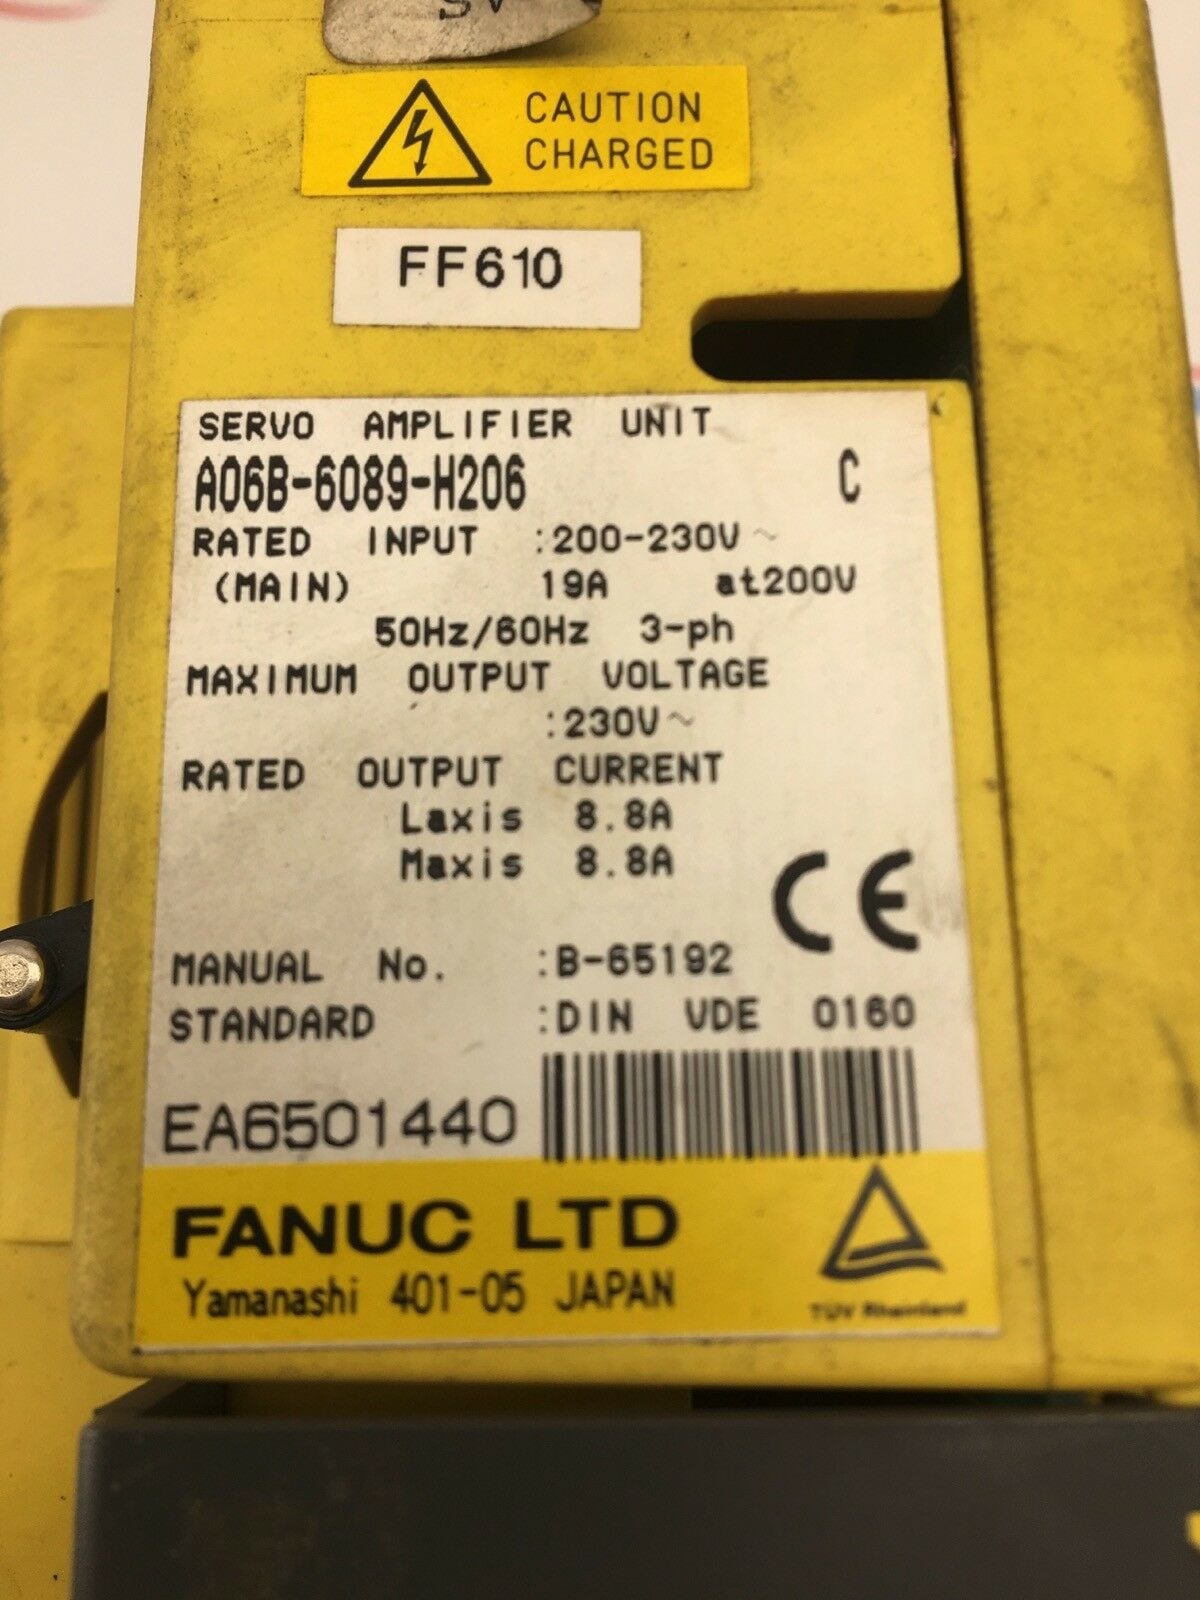 CAUTION
CHARGED
FF610
SERVO AMPLIFIER UNIT
A06B-6089-H206 C
RATED INPUT :200-230V~
(MAIN) 19A at200V
50Hz/60Hz 3-ph
MAXIMUM OUTPUT VOLTAGE
:230V~
RATED OUTPUT CURRENT
Laxis 8.8A
Maxis 8.8A
CE
MANUAL No. :B-65192
STANDARD :DIN VDE 0160
EA6501440
FANUC LTD
Yamanashi 401-05 JAPAN
TÜV Rheinland